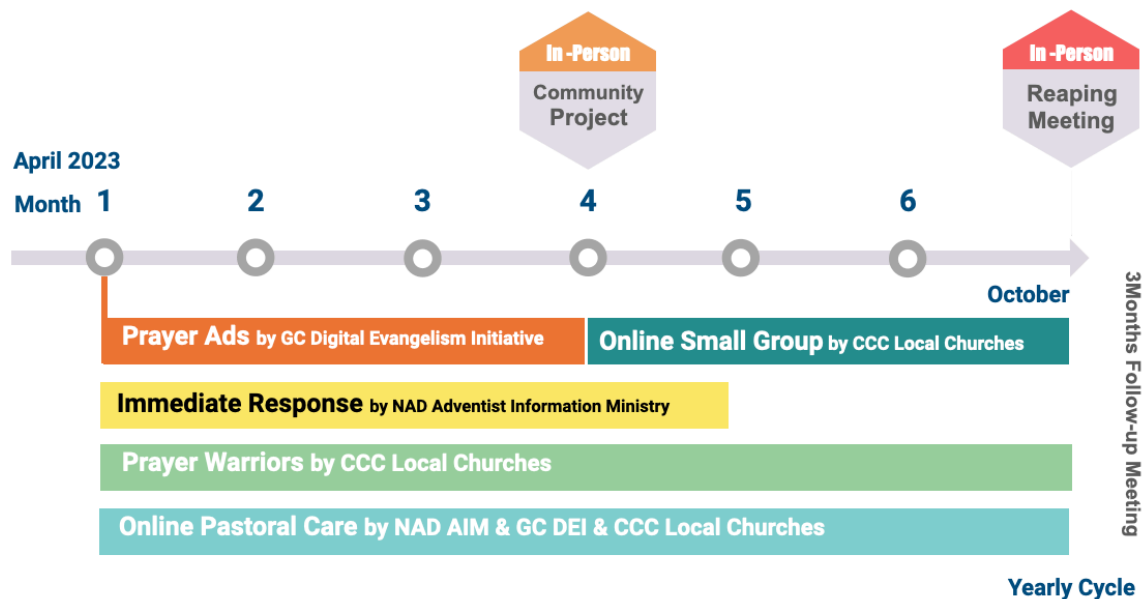 In -Person
Community
Project
In -Person
Reaping
Meeting
April 2023
Month 1 2 3 4 5 6
October
Prayer Ads by GC Digital Evangelism Initiative
Online Small Group by CCC Local Churches
Immediate Response by NAD Adventist Information Ministry
Prayer Warriors by CCC Local Churches
Online Pastoral Care by NAD AIM & GC DEI & CCC Local Churches
3Months Follow-up Meeting
Yearly Cycle